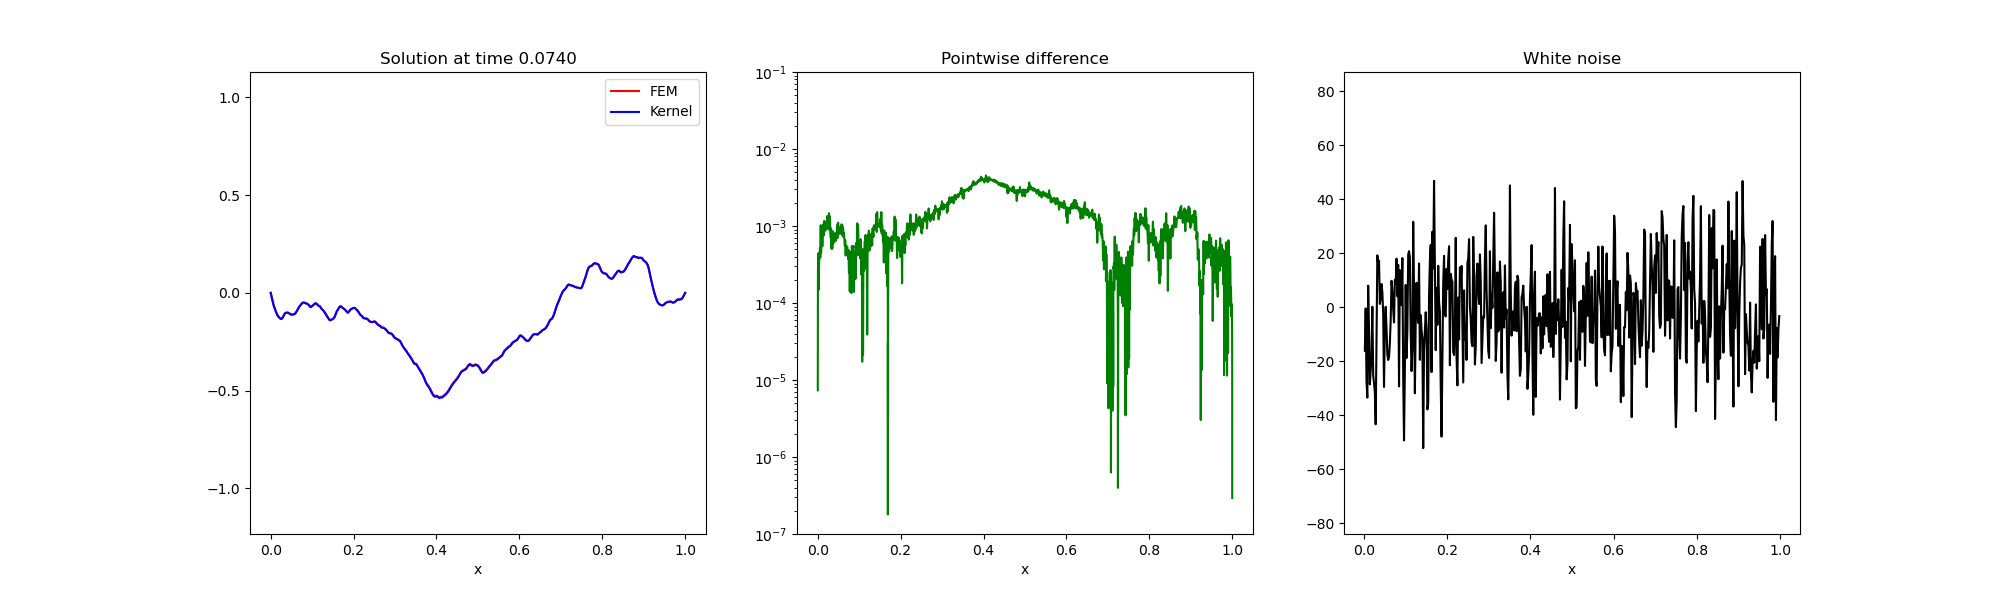 Solution at time 0.0740
1.0
0.5
0.0
−0.5
−1.0
FEM
Kernel
0.0 0.2 0.4 0.6 0.8 1.0
x
Pointwise difference
10⁻¹
10⁻²
10⁻³
10⁻⁴
10⁻⁵
10⁻⁶
10⁻⁷
0.0 0.2 0.4 0.6 0.8 1.0
x
White noise
80
60
40
20
0
−20
−40
−60
−80
0.0 0.2 0.4 0.6 0.8 1.0
x